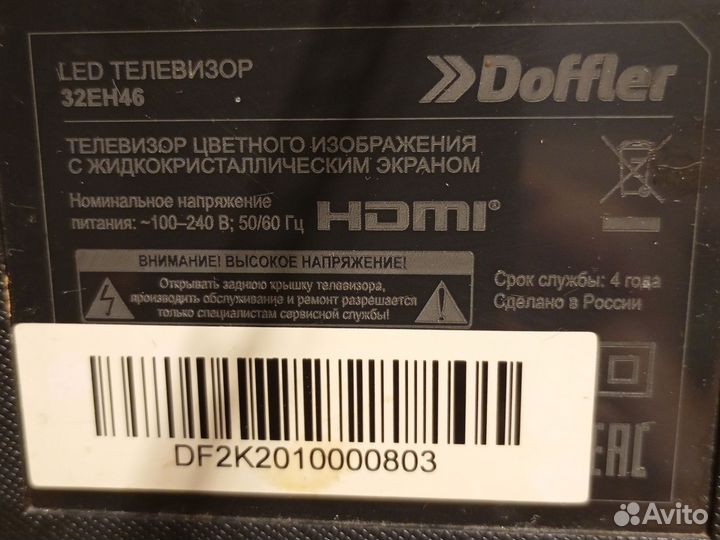 LED ТЕЛЕВИЗОР
32EH46
Doffler
ТЕЛЕВИЗОР ЦВЕТНОГО ИЗОБРАЖЕНИЯ
С ЖИДКОКРИСТАЛЛИЧЕСКИМ ЭКРАНОМ
Номинальное напряжение
питания: ~100–240 В; 50/60 Гц
HDMI®
ВНИМАНИЕ! ВЫСОКОЕ НАПРЯЖЕНИЕ!
Открывать заднюю крышку телевизора,
производить обслуживание и ремонт разрешается
только специалистам сервисной службы!
Срок службы: 4 года
Сделано в России
EAC
DF2K2010000803
Avito